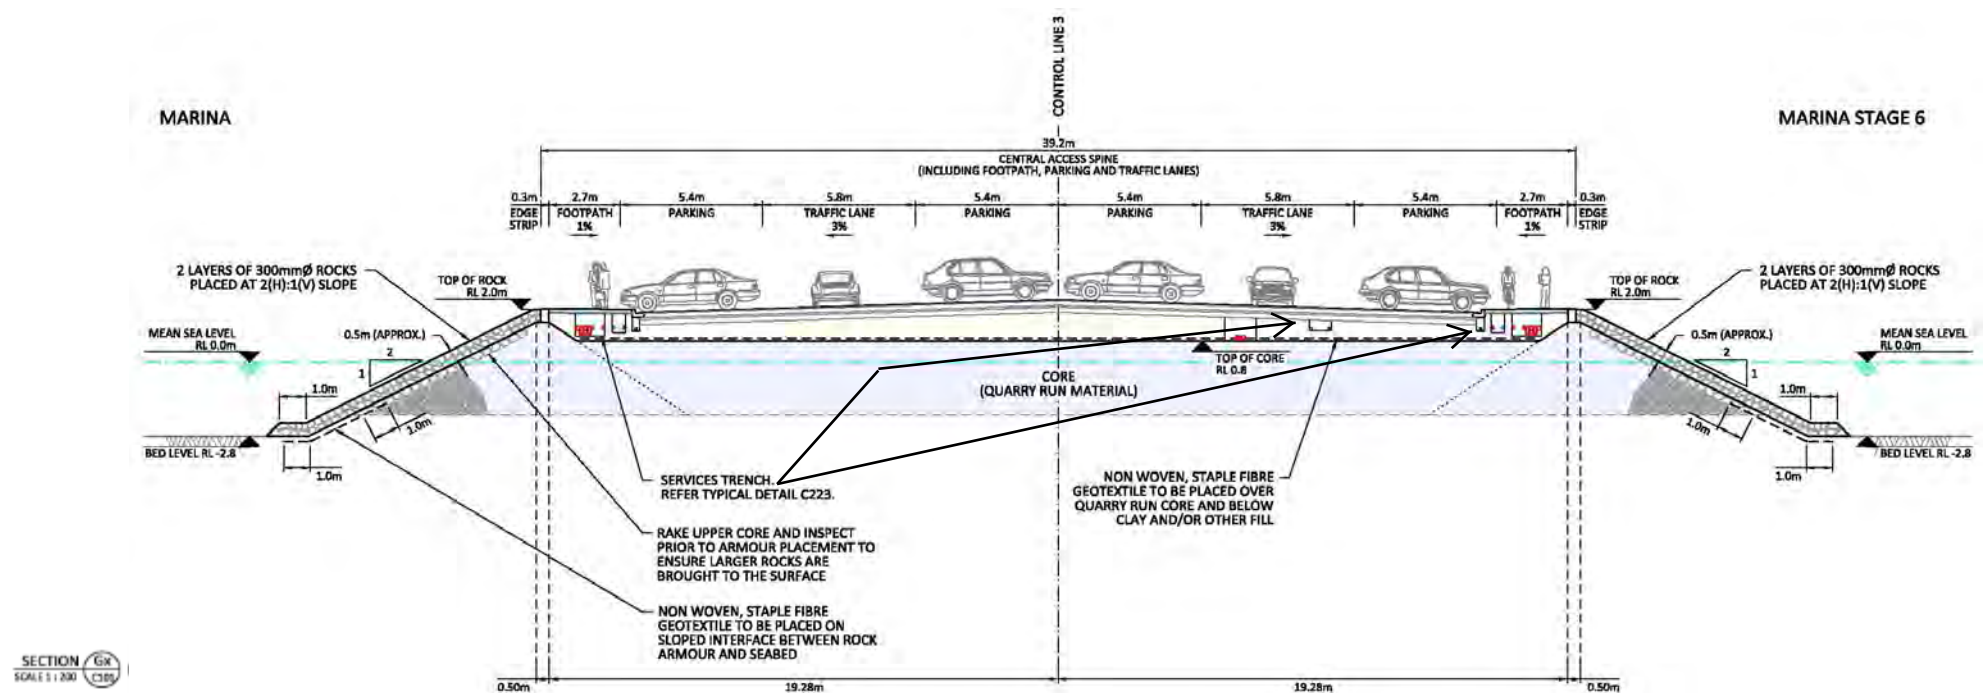 CONTROL LINE 3
MARINA
MARINA STAGE 6
39.2m
CENTRAL ACCESS SPINE
(INCLUDING FOOTPATH, PARKING AND TRAFFIC LANES)
0.3m 2.7m 5.4m 5.8m 5.4m 5.4m 5.8m 5.4m 2.7m 0.3m
EDGE FOOTPATH PARKING TRAFFIC LANE PARKING PARKING TRAFFIC LANE PARKING FOOTPATH EDGE
STRIP 1% 3% 3% 1% STRIP
2 LAYERS OF 300mmØ ROCKS
PLACED AT 2(H):1(V) SLOPE
TOP OF ROCK
RL 2.0m
TOP OF ROCK
RL 2.0m
2 LAYERS OF 300mmØ ROCKS
PLACED AT 2(H):1(V) SLOPE
MEAN SEA LEVEL
RL 0.0m
0.5m (APPROX.)
2
1
0.5m (APPROX.)
2
1
MEAN SEA LEVEL
RL 0.0m
TOP OF CORE
RL 0.8
CORE
(QUARRY RUN MATERIAL)
1.0m
1.0m
1.0m
1.0m
1.0m
1.0m
BED LEVEL RL -2.8
BED LEVEL RL -2.8
SERVICES TRENCH.
REFER TYPICAL DETAIL C223.
NON WOVEN, STAPLE FIBRE
GEOTEXTILE TO BE PLACED OVER
QUARRY RUN CORE AND BELOW
CLAY AND/OR OTHER FILL
RAKE UPPER CORE AND INSPECT
PRIOR TO ARMOUR PLACEMENT TO
ENSURE LARGER ROCKS ARE
BROUGHT TO THE SURFACE
NON WOVEN, STAPLE FIBRE
GEOTEXTILE TO BE PLACED ON
SLOPED INTERFACE BETWEEN ROCK
ARMOUR AND SEABED
SECTION GX
SCALE 1:200
0.50m 19.28m 19.28m 0.50m